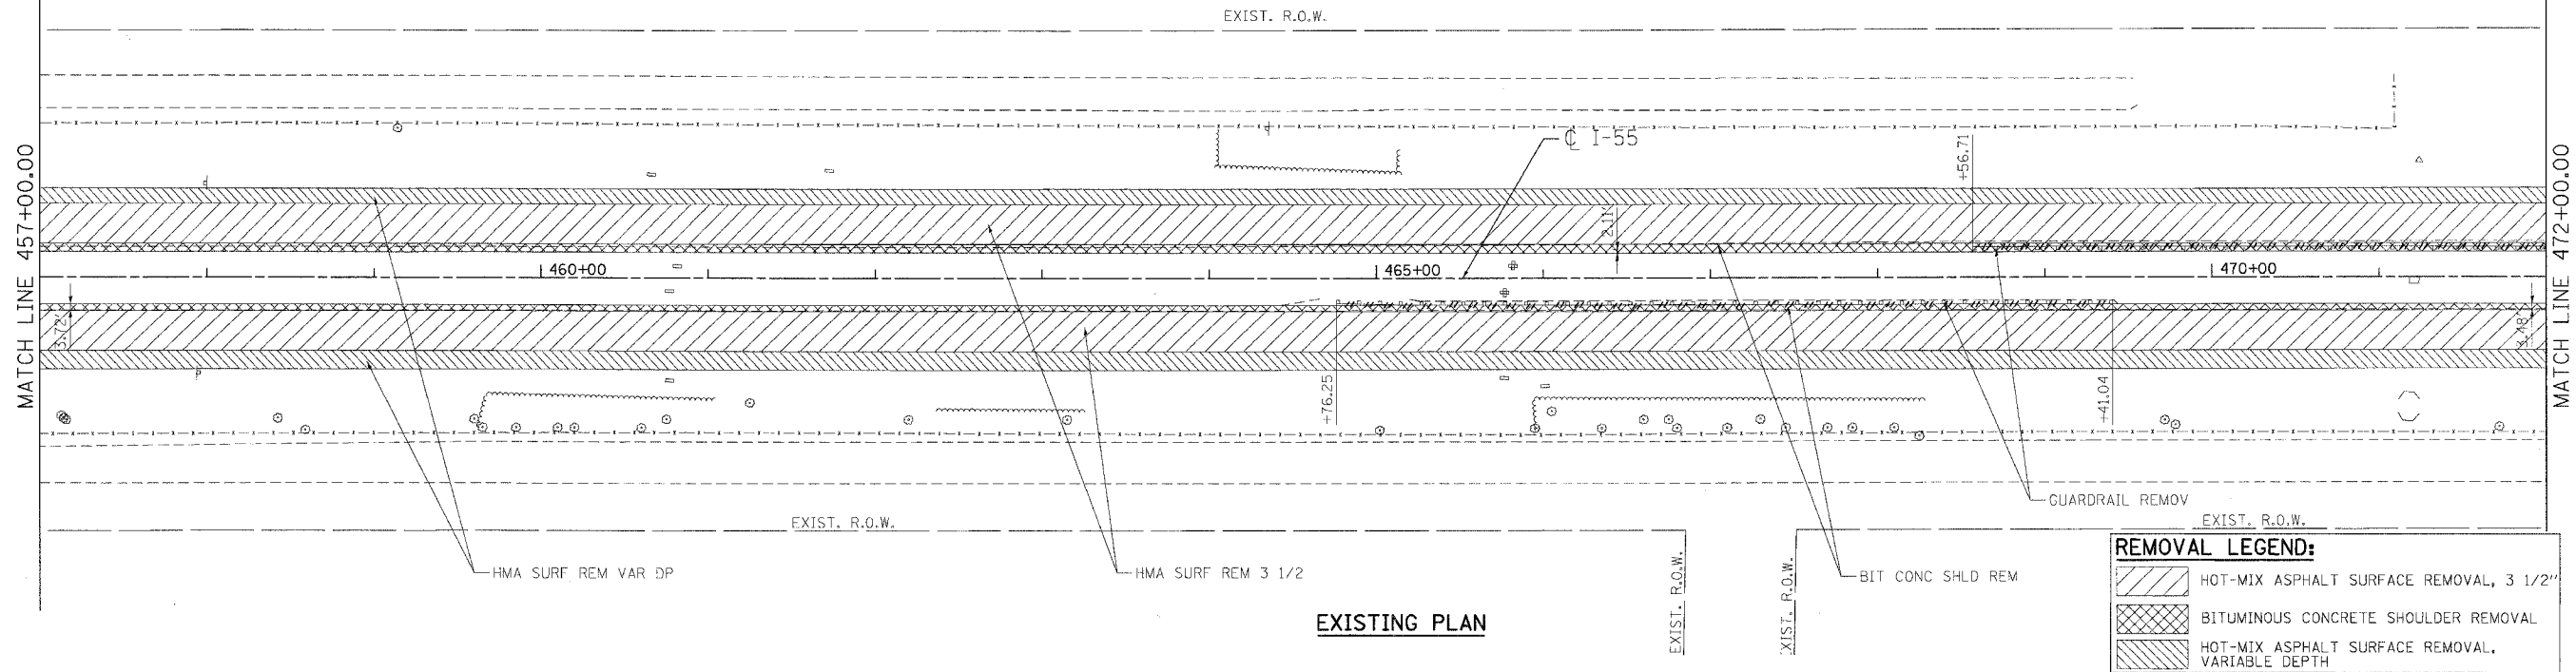 EXIST. R.O.W.
MATCH LINE 457+00.00
MATCH LINE 472+00.00
℄ I-55
+56.71
2.11'
460+00
465+00
470+00
3.72'
3.48'
+76.25
+41.04
GUARDRAIL REMOV
EXIST. R.O.W.
EXIST. R.O.W.
HMA SURF REM VAR DP
HMA SURF REM 3 1/2
BIT CONC SHLD REM
EXIST. R.O.W.
EXIST. R.O.W.
EXISTING PLAN
REMOVAL LEGEND:
HOT-MIX ASPHALT SURFACE REMOVAL, 3 1/2"
BITUMINOUS CONCRETE SHOULDER REMOVAL
HOT-MIX ASPHALT SURFACE REMOVAL,
VARIABLE DEPTH